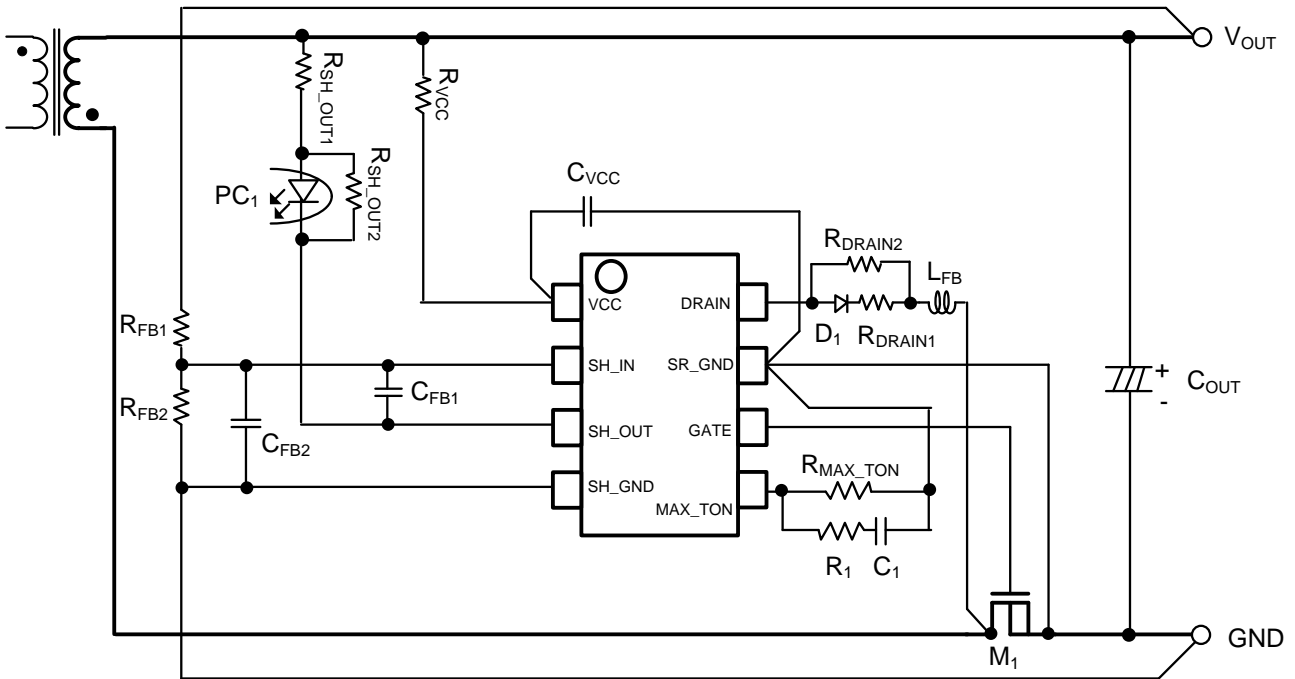 VOUT
RSH_OUT1
RVCC
RSH_OUT2
PC1
CVCC
RDRAIN2
LFB
VCC
DRAIN
D1
RDRAIN1
RFB1
SH_IN
SR_GND
CFB1
COUT
+
-
RFB2
CFB2
SH_OUT
GATE
RMAX_TON
SH_GND
MAX_TON
R1
C1
M1
GND